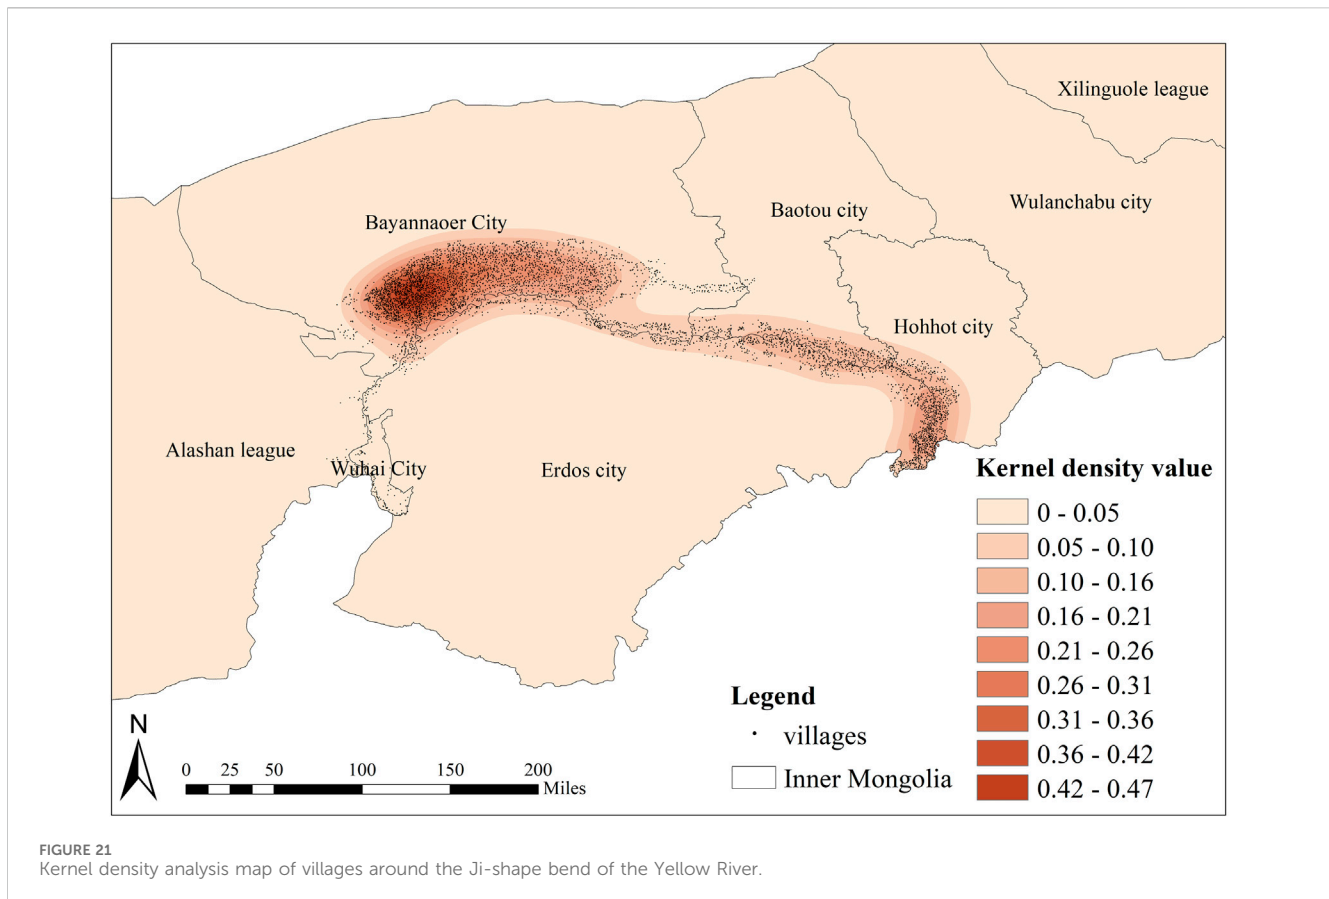 Xilinguole league
Wulanchabu city
Baotou city
Bayannaoer City
Hohhot city
Alashan league
Wuhai City
Erdos city
Kernel density value
0 - 0.05
0.05 - 0.10
0.10 - 0.16
0.16 - 0.21
0.21 - 0.26
0.26 - 0.31
0.31 - 0.36
0.36 - 0.42
0.42 - 0.47
Legend
villages
Inner Mongolia
N
0 25 50 100 150 200
Miles
FIGURE 21
Kernel density analysis map of villages around the Ji-shape bend of the Yellow River.